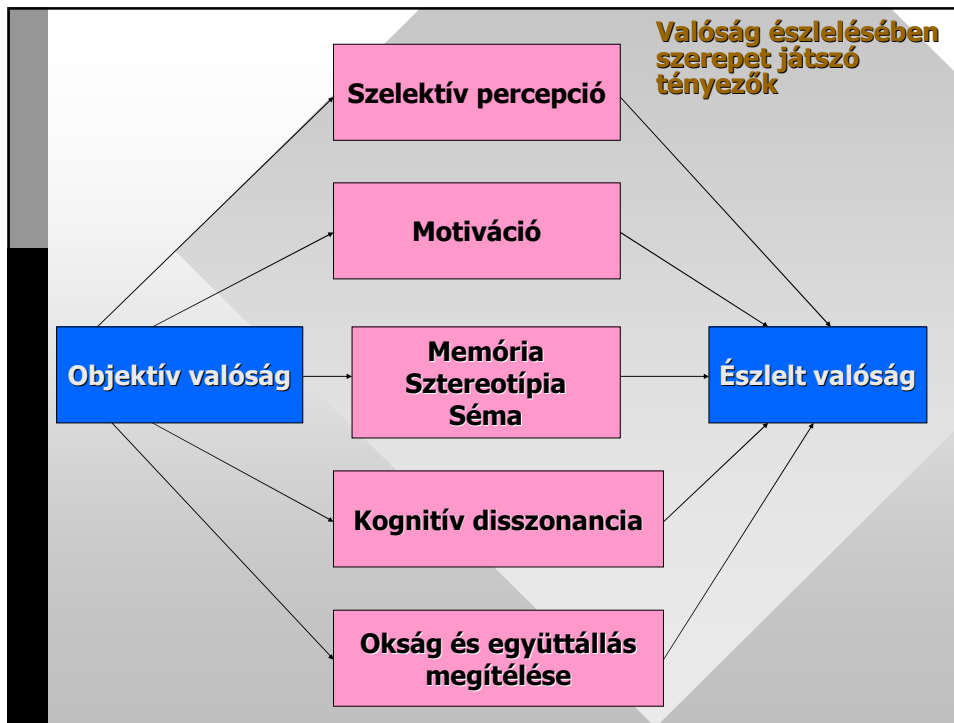 Valóság észlelésében
szerepet játszó
tényezők
Szelektív percepció
Motiváció
Objektív valóság
Memória
Sztereotípia
Séma
Észlelt valóság
Kognitív disszonancia
Okság és együttállás
megítélése